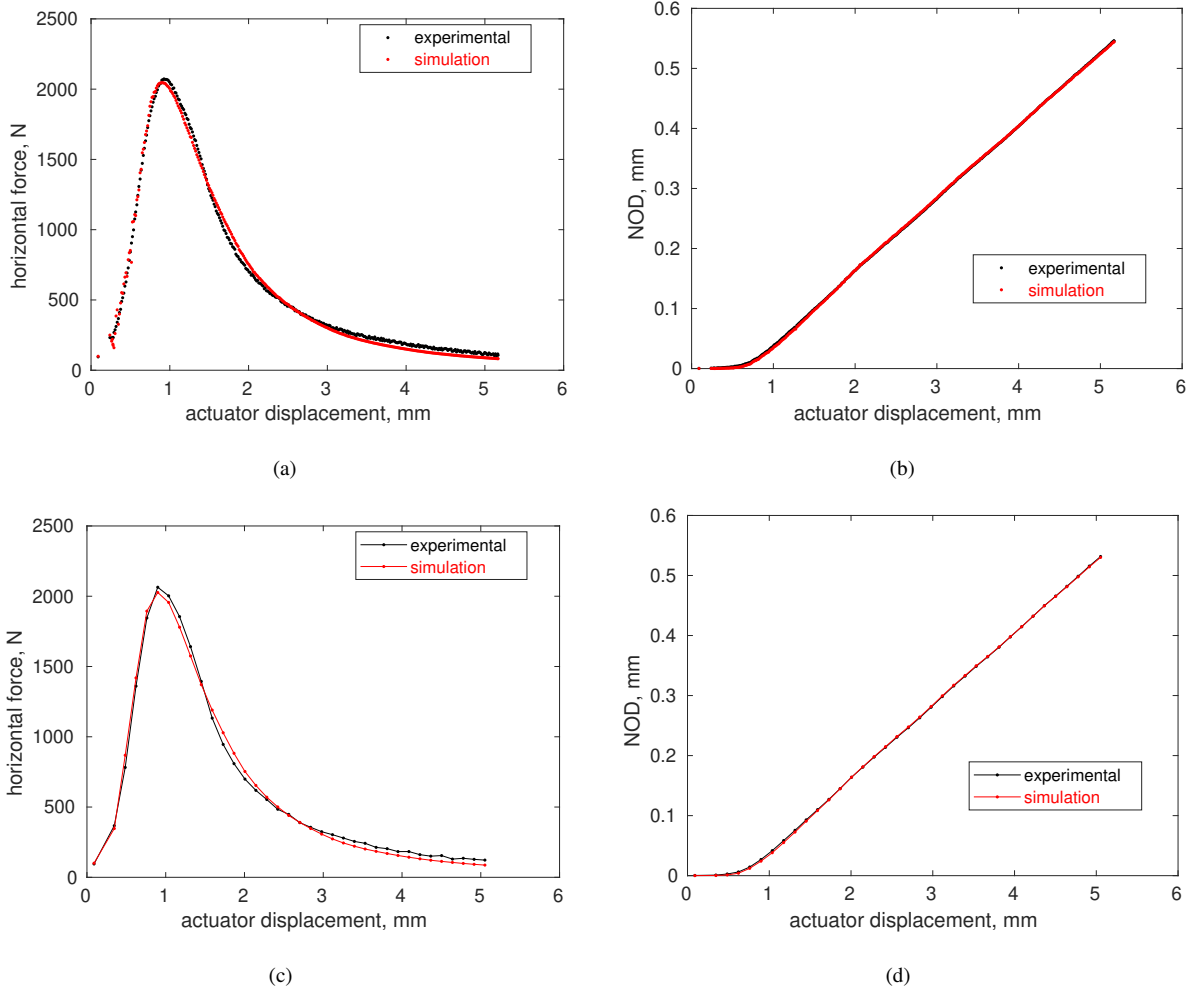 2500
2000
1500
1000
500
0
0 1 2 3 4 5 6
horizontal force, N
actuator displacement, mm
experimental
simulation
(a)
0.6
0.5
0.4
0.3
0.2
0.1
0
0 1 2 3 4 5 6
NOD, mm
actuator displacement, mm
experimental
simulation
(b)
2500
2000
1500
1000
500
0
0 1 2 3 4 5 6
horizontal force, N
actuator displacement, mm
experimental
simulation
(c)
0.6
0.5
0.4
0.3
0.2
0.1
0
0 1 2 3 4 5 6
NOD, mm
actuator displacement, mm
experimental
simulation
(d)